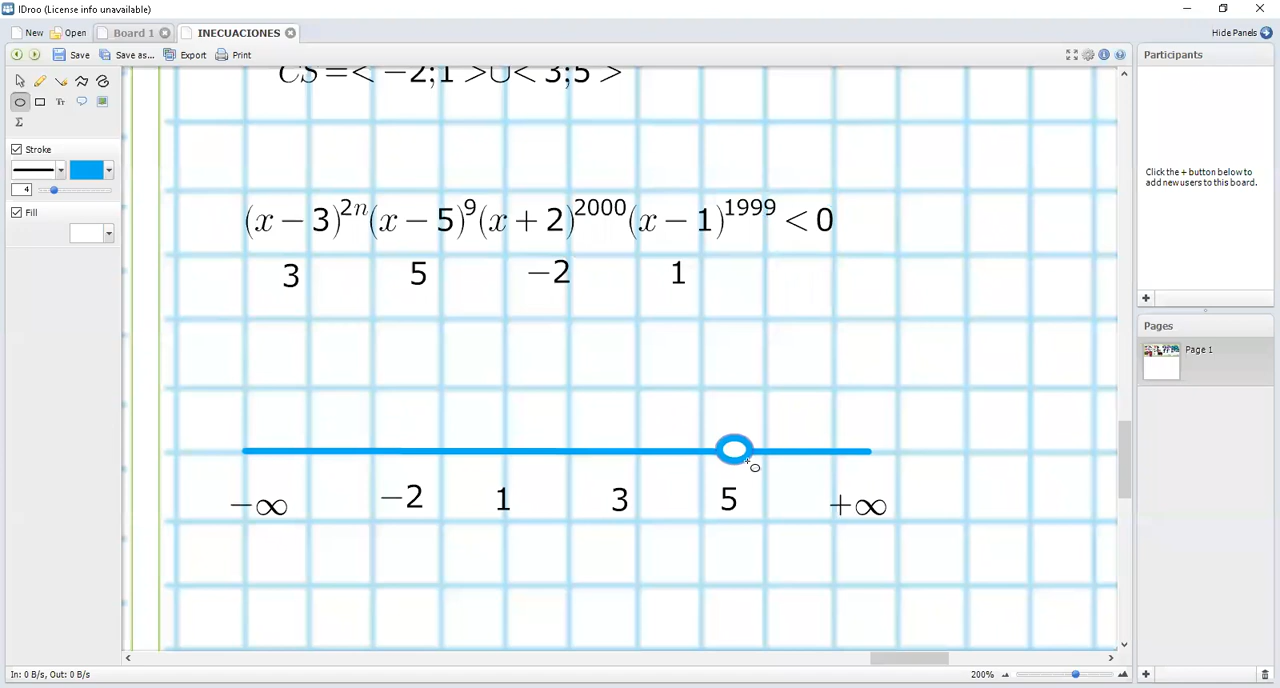 IDroo (License info unavailable)
New Open Board 1 INECUACIONES Hide Panels
Save Save as... Export Print
Participants
Click the + button below to
add new users to this board.
Stroke
4
Fill
Tr
Σ
CS =< −2;1 >∪< 3;5 >
(x − 3)^{2n}(x − 5)^9(x + 2)^{2000}(x − 1)^{1999} < 0
3 5 −2 1
−∞ −2 1 3 5 +∞
Pages
Page 1
In: 0 B/s, Out: 0 B/s
200%